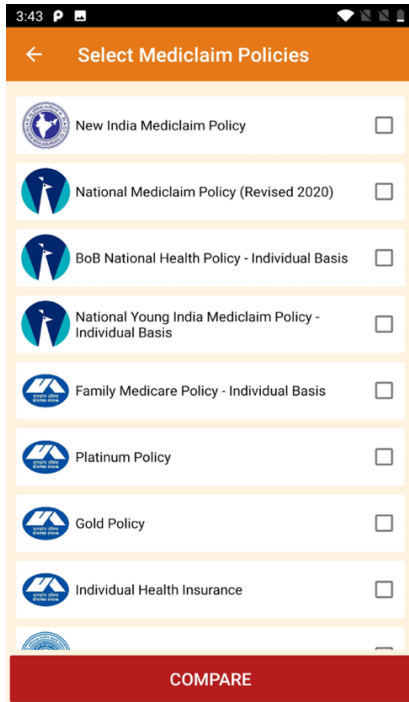 3:43
Select Mediclaim Policies
New India Mediclaim Policy
National Mediclaim Policy (Revised 2020)
BoB National Health Policy - Individual Basis
National Young India Mediclaim Policy -
Individual Basis
Family Medicare Policy - Individual Basis
Platinum Policy
Gold Policy
Individual Health Insurance
COMPARE